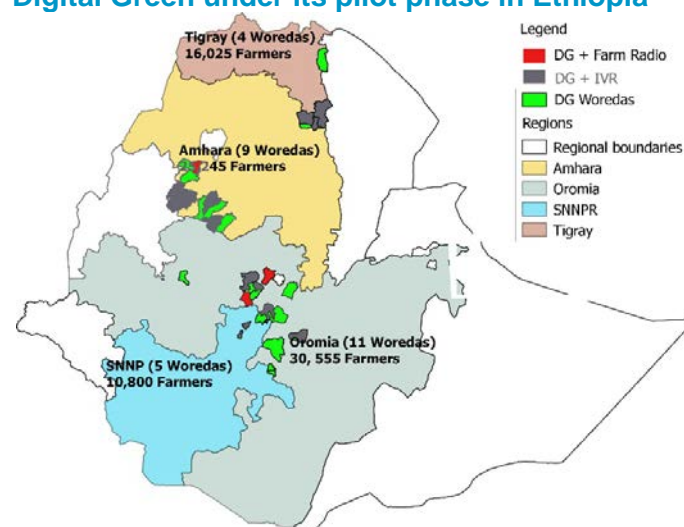 Digital Green under its pilot phase in Ethiopia
Tigray (4 Woredas)
16,025 Farmers
Amhara (9 Woredas)
245 Farmers
Oromia (11 Woredas)
30, 555 Farmers
SNNP (5 Woredas)
10,800 Farmers
Legend
DG + Farm Radio
DG + IVR
DG Woredas
Regions
Regional boundaries
Amhara
Oromia
SNNPR
Tigray